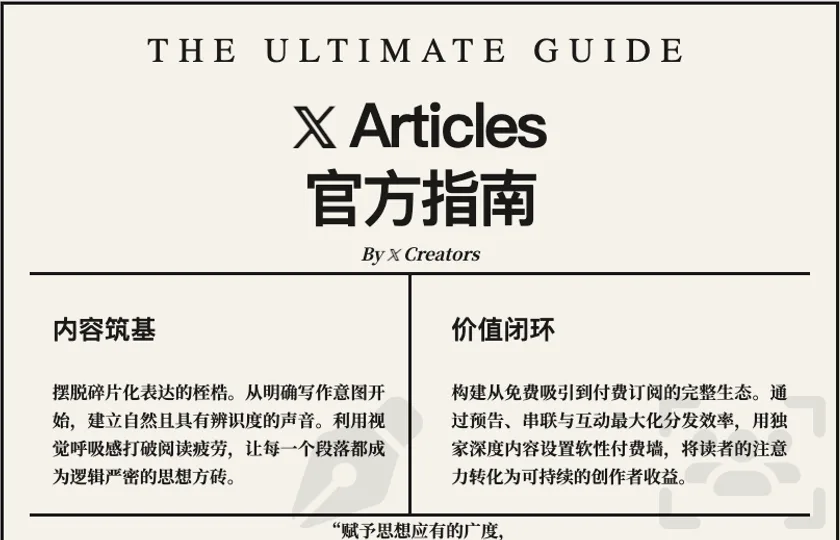 THE ULTIMATE GUIDE
𝕏 Articles
官方指南
By 𝕏 Creators
内容筑基
摆脱碎片化表达的桎梏。从明确写作意图开
始，建立自然且具有辨识度的声音。利用视
觉呼吸感打破阅读疲劳，让每一个段落都成
为逻辑严密的思想方砖。
价值闭环
构建从免费吸引到付费订阅的完整生态。通
过预告、串联与互动最大化分发效率，用独
家深度内容设置软性付费墙，将读者的注意
力转化为可持续的创作者收益。
“赋予思想应有的广度，